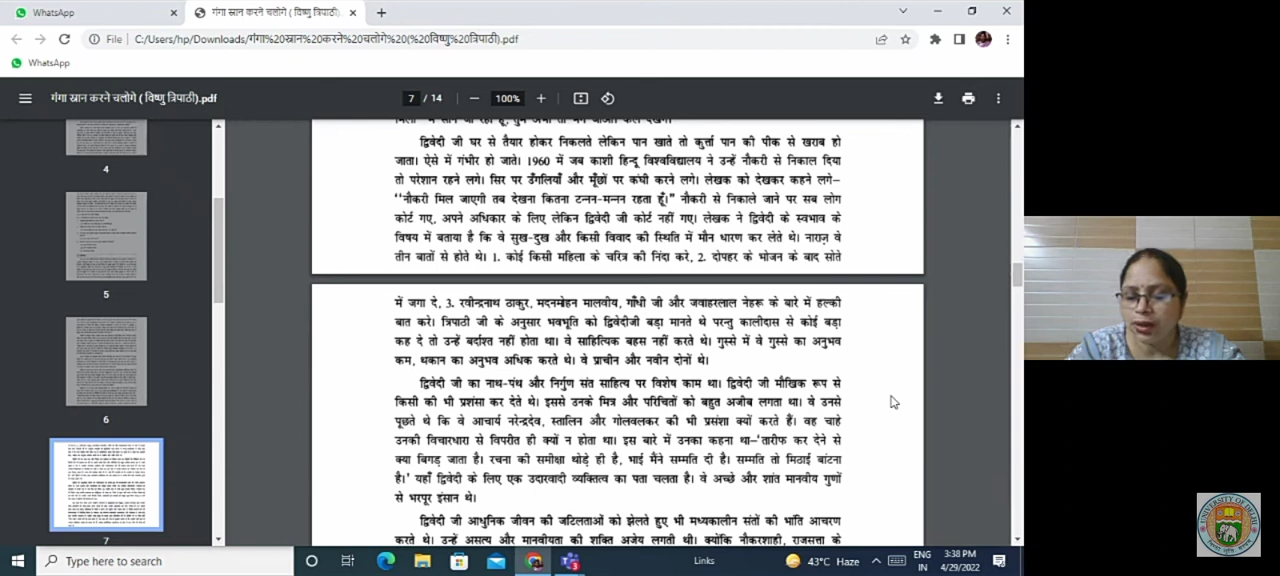 WhatsApp
गंगा स्नान करने चलोगे ( विष्णु त्रिपाठी).
File
C:/Users/hp/Downloads/गंगा%20स्नान%20करने%20चलोगे%20(%20विष्णु%20त्रिपाठी).pdf
WhatsApp
गंगा स्नान करने चलोगे ( विष्णु त्रिपाठी).pdf
7 / 14
100%
4
5
6
7
द्विवेदी जी घर से तैयार होकर निकलते लेकिन पान खाते तो कुर्त्ता पान की पीक से खराब हो
जाता। ऐसे में गंभीर हो जाते। 1960 में जब काशी हिन्दू विश्वविद्यालय ने उन्हें नौकरी से निकाल दिया
तो परेशान रहने लगे। सिर पर उँगलियाँ और मूँछों पर कंघी करने लगे। लेखक को देखकर कहने लगे–
"नौकरी मिल जाएगी तब देखना कितना टन्नन-मन्नन रहता हूँ।" नौकरी से निकाले जाने पर सब लोग
कोर्ट गए, अपने अधिकार के लिए लेकिन द्विवेदी जी कोर्ट नहीं गए। लेखक ने द्विवेदी के स्वभाव के
विषय में बताया है कि वे सुख-दुख और किसी विवाद की स्थिति में मौन धारण कर लेते थे। नाराज़ वे
तीन बातों से होते थे। 1. कोई किसी महिला के चरित्र की निंदा करे, 2. दोपहर के भोजन के बाद सोते
में जगा दे, 3. रवीन्द्रनाथ ठाकुर, मदनमोहन मालवीय, गाँधी जी और जवाहरलाल नेहरू के बारे में हल्की
बात करे। त्रिपाठी जी के अनुसार भवभूति को द्विवेदीजी बड़ा मानते थे परन्तु कालीदास से कोई बड़ा
कह दे तो उन्हें बर्दाश्त नहीं होता था। वे साहित्यिक बहस नहीं करते थे। गुस्से में वे गुस्से का अनुभव
कम, थकान का अनुभव अधिक करते थे। वे प्राचीन और नवीन दोनों थे।
द्विवेदी जी का नाथ-पंथ और निर्गुण संत साहित्य पर विशेष काम था। द्विवेदी जी मौखिक रूप से
किसी की भी प्रशंसा कर देते थे। इससे उनके मित्र और परिचितों को बहुत अजीब लगता था। वे उनसे
पूछते थे कि वे आचार्य नरेन्द्रदेव, स्तालिन और गोलवलकर की भी प्रसंशा क्यों करते हैं। वह चाहे
उनकी विचारधारा से विपरीत ही क्यों न होता था। इस बारे में उनका कहना था–'तारीफ कर देने से
क्या बिगड़ जाता है। रचना की समीक्षा थोड़े ही है, भाई मैंने सम्मति दी है। सम्मति तो मिठाई बाँटना
है।' यहाँ द्विवेदी के लिए एक उदारवादी व्यक्तित्व का पता चलता है। वे अच्छे और शांत मानवीय गुणों
से भरपूर इंसान थे।
द्विवेदी जी आधुनिक जीवन की जटिलताओं को झेलते हुए भी मध्यकालीन संतों की भांति आचरण
करते थे। उन्हें असत्य और मानवीयता की शक्ति अजेय लगती थी। क्योंकि नौकरशाही, राजसत्ता के
UNIVERSITY OF DELHI
Type here to search
Links
43°C Haze
ENG
IN
3:38 PM
4/29/2022